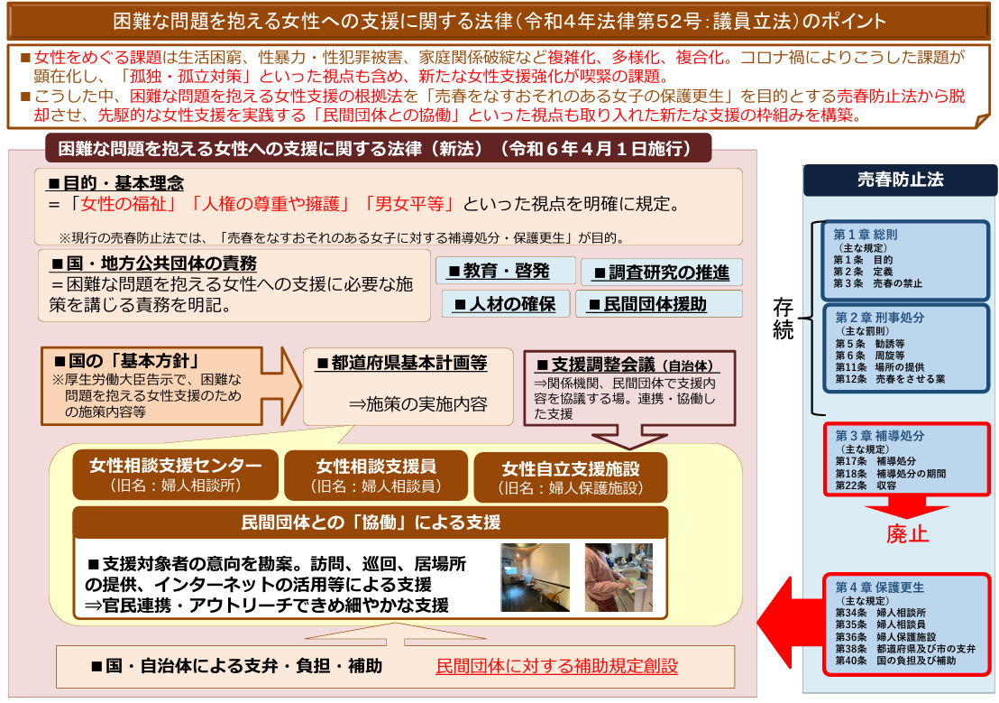 困難な問題を抱える女性への支援に関する法律(令和4年法律第52号:議員立法)のポイント
■女性をめぐる課題は生活困窮、性暴力・性犯罪被害、家庭関係破綻など複雑化、多様化、複合化。コロナ禍によりこうした課題が
顕在化し、「孤独・孤立対策」といった視点も含め、新たな女性支援強化が喫緊の課題。
■こうした中、困難な問題を抱える女性支援の根拠法を「売春をなすおそれのある女子の保護更生」を目的とする売春防止法から脱
却させ、先駆的な女性支援を実践する「民間団体との協働」といった視点も取り入れた新たな支援の枠組みを構築。
困難な問題を抱える女性への支援に関する法律(新法)(令和6年4月1日施行)
■目的・基本理念
=「女性の福祉」「人権の尊重や擁護」「男女平等」といった視点を明確に規定。
※現行の売春防止法では、「売春をなすおそれのある女子に対する補導処分・保護更生」が目的。
■国・地方公共団体の責務
=困難な問題を抱える女性への支援に必要な施
策を講じる責務を明記。
■教育・啓発
■調査研究の推進
■人材の確保
■民間団体援助
■国の「基本方針」
※厚生労働大臣告示で、困難な
問題を抱える女性支援のため
の施策内容等
■都道府県基本計画等
⇒施策の実施内容
■支援調整会議(自治体)
⇒関係機関、民間団体で支援内
容を協議する場。連携・協働し
た支援
女性相談支援センター
(旧名:婦人相談所)
女性相談支援員
(旧名:婦人相談員)
女性自立支援施設
(旧名:婦人保護施設)
民間団体との「協働」による支援
■支援対象者の意向を勘案。訪問、巡回、居場所
の提供、インターネットの活用等による支援
⇒官民連携・アウトリーチできめ細やかな支援
■国・自治体による支弁・負担・補助
民間団体に対する補助規定創設
売春防止法
存続
第1章 総則
(主な規定)
第1条 目的
第2条 定義
第3条 売春の禁止
第2章 刑事処分
(主な罰則)
第5条 勧誘等
第6条 周旋等
第11条 場所の提供
第12条 売春をさせる業
第3章 補導処分
(主な規定)
第17条 補導処分
第18条 補導処分の期間
第22条 収容
廃止
第4章 保護更生
(主な規定)
第34条 婦人相談所
第35条 婦人相談員
第36条 婦人保護施設
第38条 都道府県及び市の支弁
第40条 国の負担及び補助